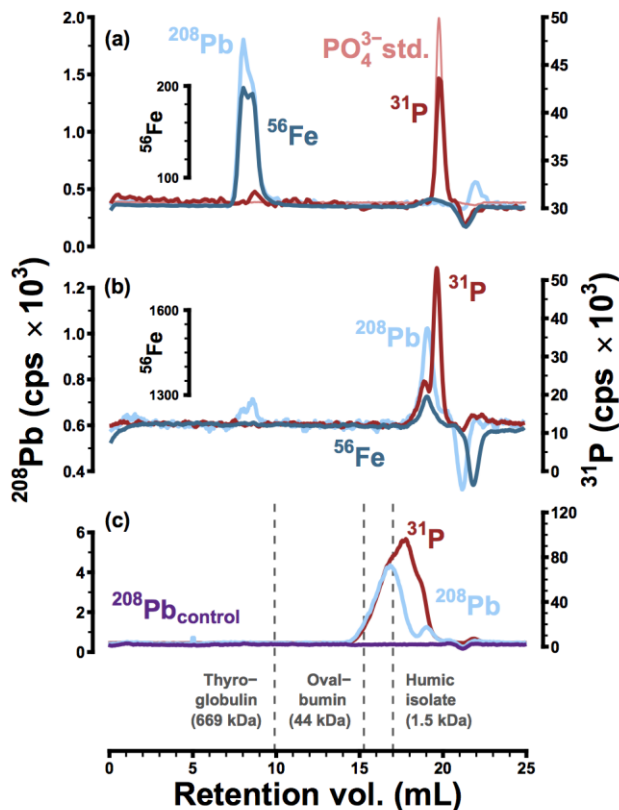 (a)
2.0
1.5
1.0
0.5
0.0
²⁰⁸Pb
PO₄³⁻ std.
³¹P
⁵⁶Fe
⁵⁶Fe
200
100
50
45
40
35
30
(b)
1.2
1.0
0.8
0.6
0.4
⁵⁶Fe
1600
1300
³¹P
²⁰⁸Pb
⁵⁶Fe
50
40
30
20
10
0
²⁰⁸Pb (cps × 10³)
³¹P (cps × 10³)
(c)
6
4
2
0
³¹P
²⁰⁸Pb
²⁰⁸Pb control
120
80
40
0
Thyro–
globulin
(669 kDa)
Oval–
bumin
(44 kDa)
Humic
isolate
(1.5 kDa)
0 5 10 15 20 25
Retention vol. (mL)